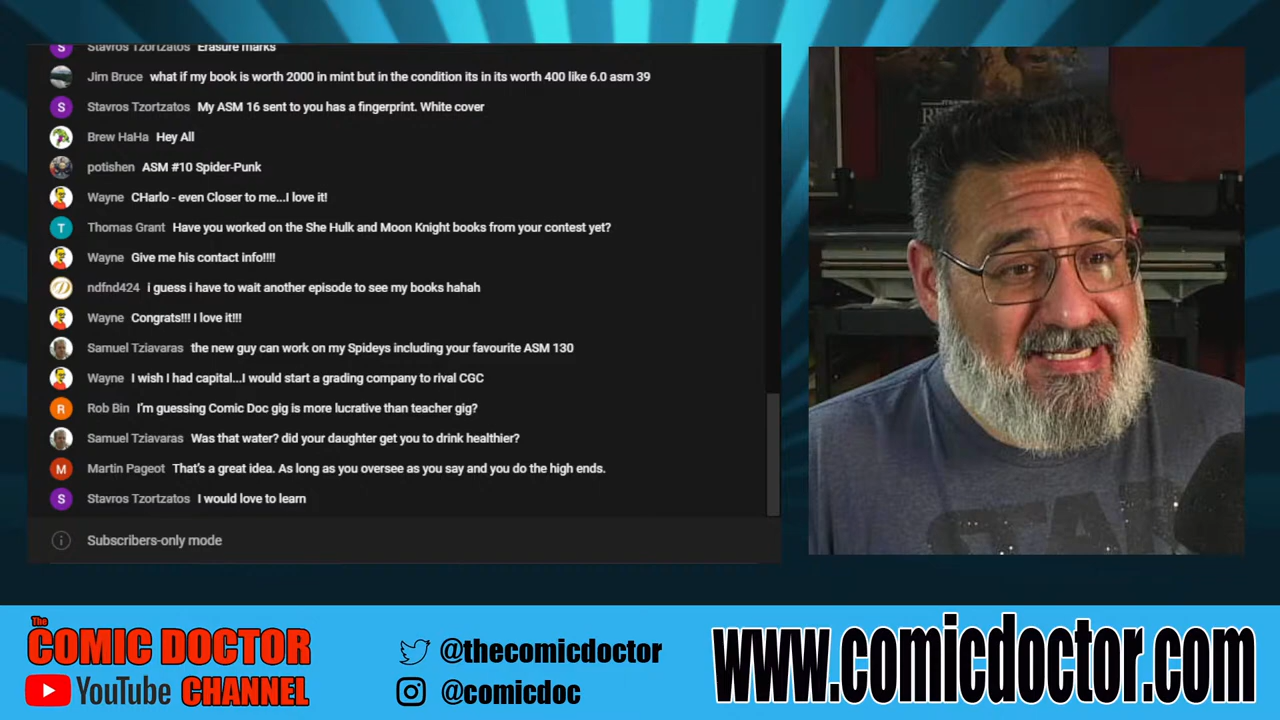 Stavros Tzortzatos Erasure marks
Jim Bruce what if my book is worth 2000 in mint but in the condition its in its worth 400 like 6.0 asm 39
S Stavros Tzortzatos My ASM 16 sent to you has a fingerprint. White cover
Brew HaHa Hey All
potishen ASM #10 Spider-Punk
Wayne CHarlo - even Closer to me...I love it!
T Thomas Grant Have you worked on the She Hulk and Moon Knight books from your contest yet?
Wayne Give me his contact info!!!!
ndfnd424 i guess i have to wait another episode to see my books hahah
Wayne Congrats!!! I love it!!!
Samuel Tziavaras the new guy can work on my Spideys including your favourite ASM 130
Wayne I wish I had capital...I would start a grading company to rival CGC
R Rob Bin I'm guessing Comic Doc gig is more lucrative than teacher gig?
Samuel Tziavaras Was that water? did your daughter get you to drink healthier?
M Martin Pageot That's a great idea. As long as you oversee as you say and you do the high ends.
S Stavros Tzortzatos I would love to learn
Subscribers-only mode
STAR
The
COMIC DOCTOR
YouTube CHANNEL
@thecomicdoctor
@comicdoc
www.comicdoctor.com